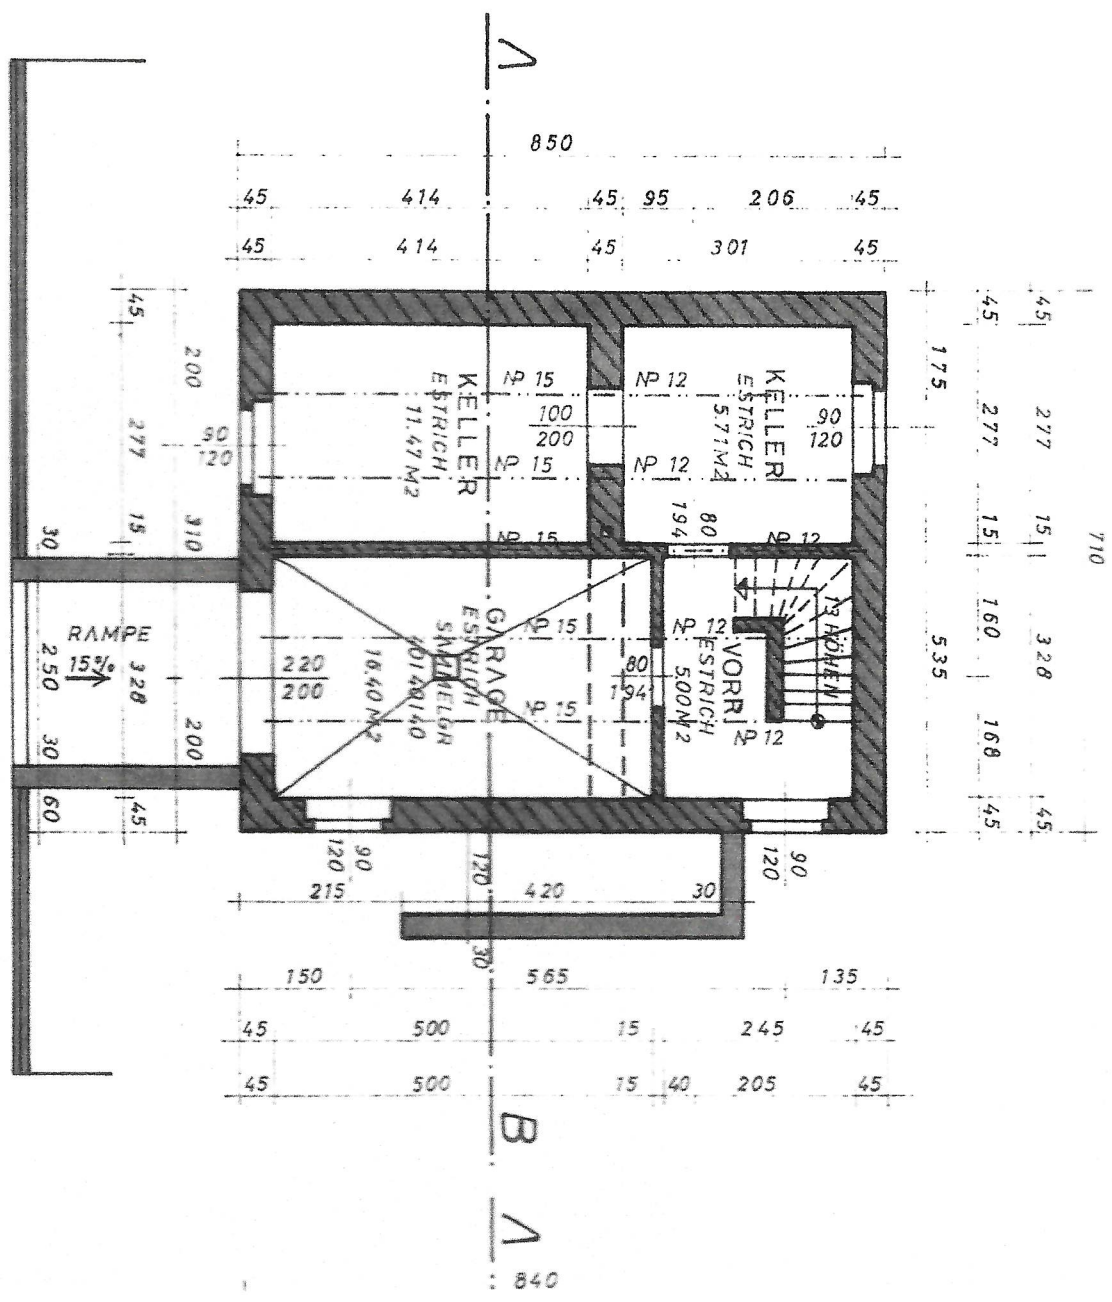 850
45 414 45 95 206 45
45 414 45 301 45
KELLER
ESTRICH
11.47 M2
KELLER
ESTRICH
5.71 M2
NP 15
NP 12
NP 15
NP 12
NP 15
NP 12
100
200
90
120
90
120
80
194
GARAGE
ESTRICH
SAMMELGR
40/40/40
16.40 M2
VORR
ESTRICH
5.00 M2
13 HÖHEN
NP 15
NP 12
NP 15
NP 12
80
194
220
200
RAMPE
15%
45 277 15 328 45
200 310 200
30 250 30 60
175 535
45 277 15 160 168 45
45 277 15 328 45
710
90
120
90
120
120
30
215 420 30
150 565 135
45 500 15 245 45
45 500 15 40 205 45
B
840